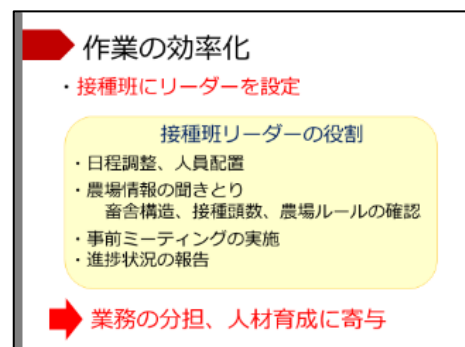 作業の効率化
・接種班にリーダーを設定
接種班リーダーの役割
・日程調整、人員配置
・農場情報の聞きとり
畜舎構造、接種頭数、農場ルールの確認
・事前ミーティングの実施
・進捗状況の報告
業務の分担、人材育成に寄与